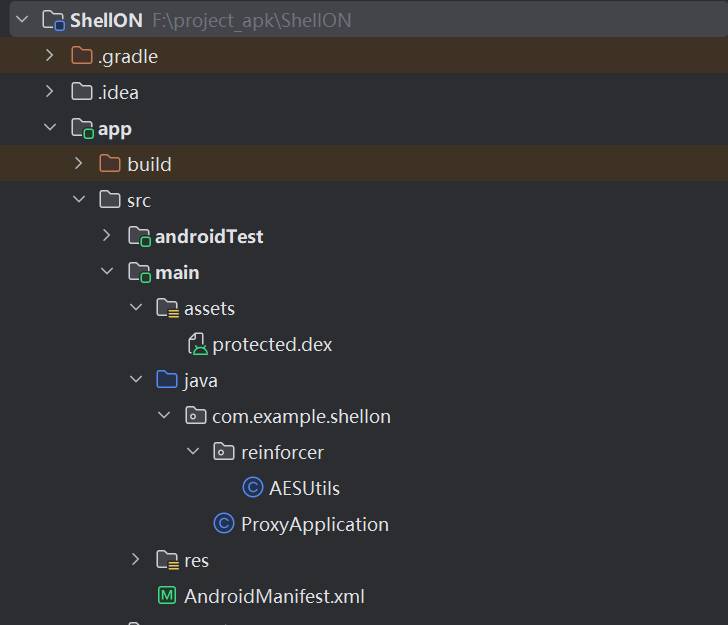 ShellON F:\project_apk\ShellON
.gradle
.idea
app
build
src
androidTest
main
assets
protected.dex
java
com.example.shellon
reinforcer
AESUtils
ProxyApplication
res
AndroidManifest.xml